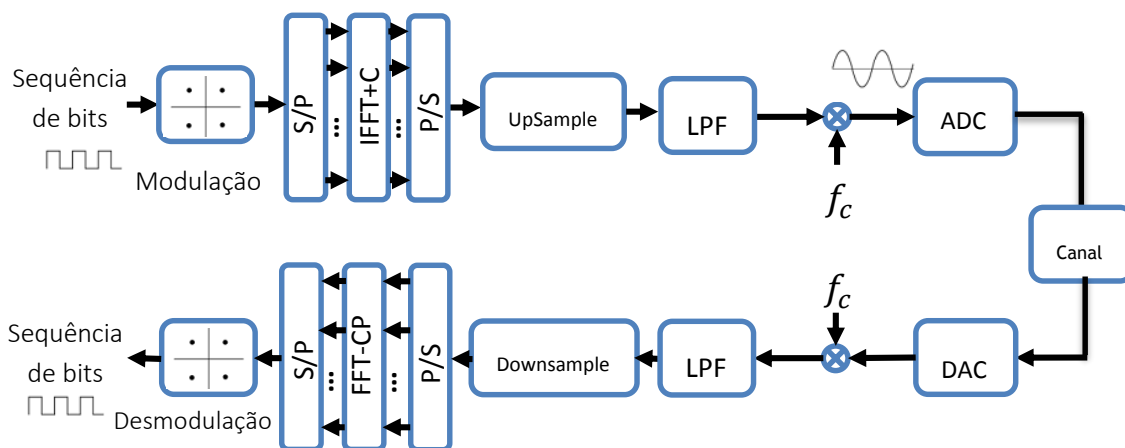 Sequência
de bits
Modulação
S/P
...
IFFT+C
...
P/S
UpSample
LPF
f_c
ADC
Canal
Sequência
de bits
Desmodulação
S/P
...
FFT-CP
...
P/S
Downsample
LPF
f_c
DAC